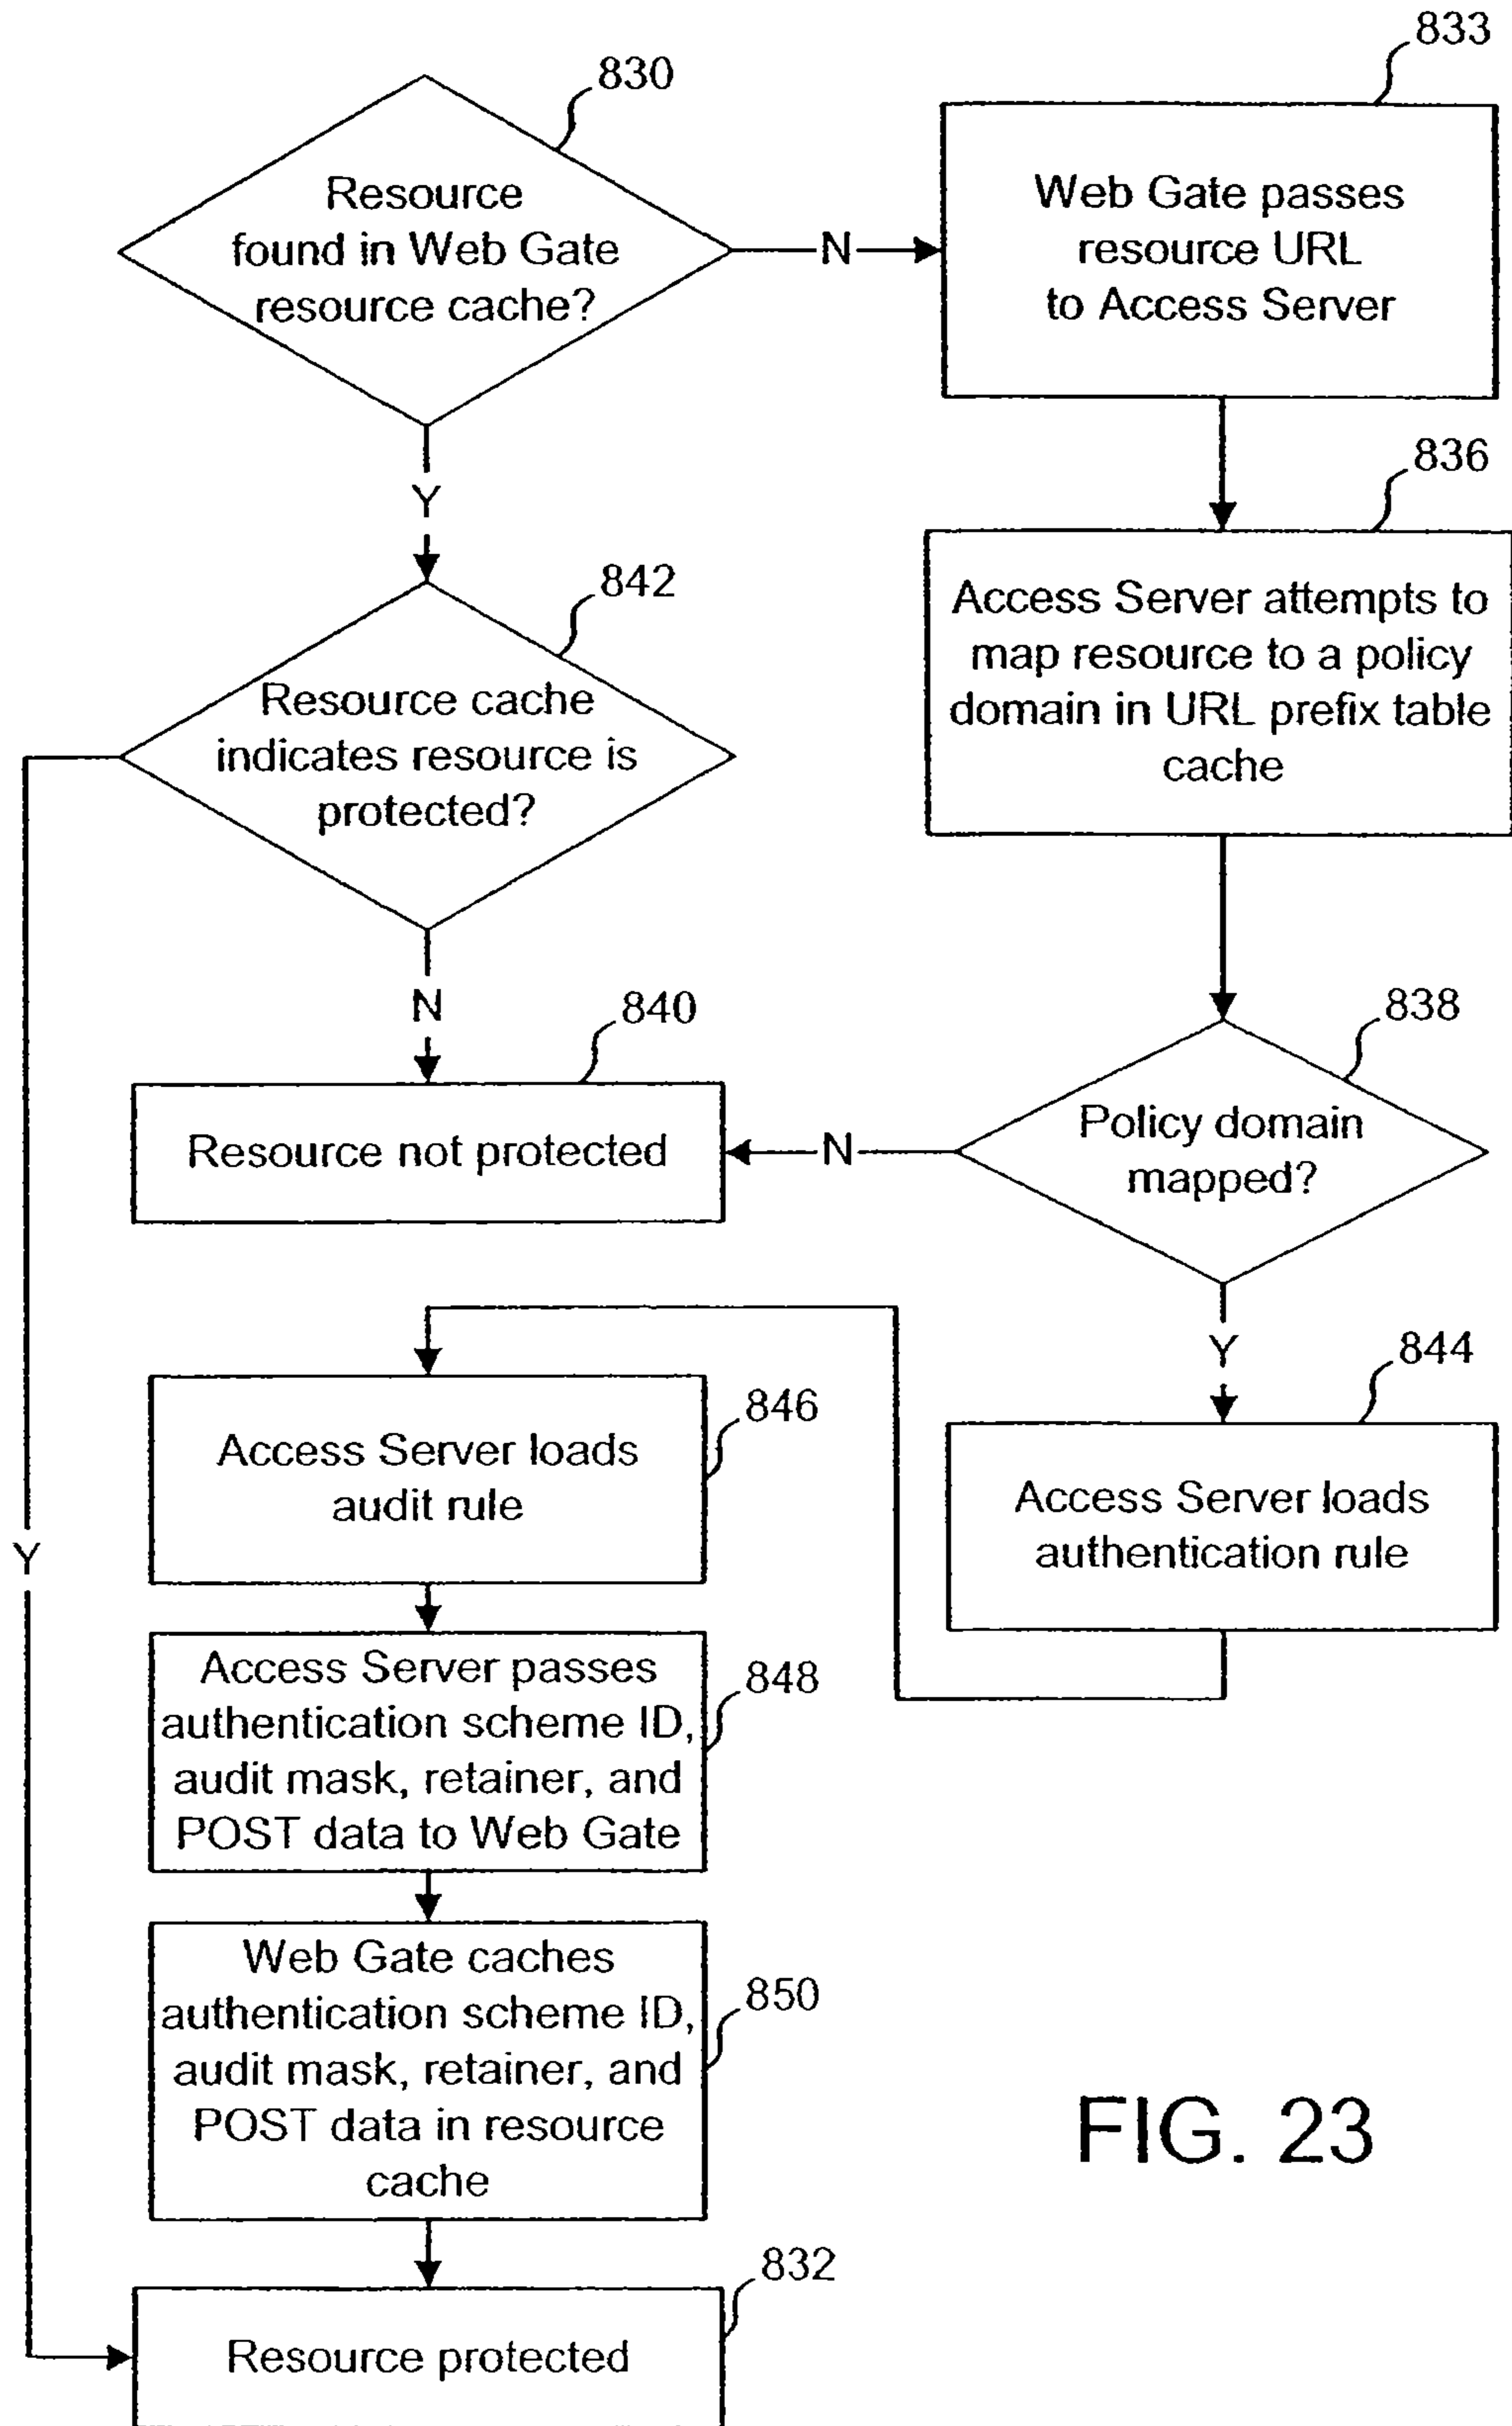 830
Resource
found in Web Gate
resource cache?
N
833
Web Gate passes
resource URL
to Access Server
Y
836
Access Server attempts to
map resource to a policy
domain in URL prefix table
cache
842
Resource cache
indicates resource is
protected?
N
838
Policy domain
mapped?
N
840
Resource not protected
Y
844
Access Server loads
authentication rule
846
Access Server loads
audit rule
Y
848
Access Server passes
authentication scheme ID,
audit mask, retainer, and
POST data to Web Gate
850
Web Gate caches
authentication scheme ID,
audit mask, retainer, and
POST data in resource
cache
832
Resource protected
FIG. 23